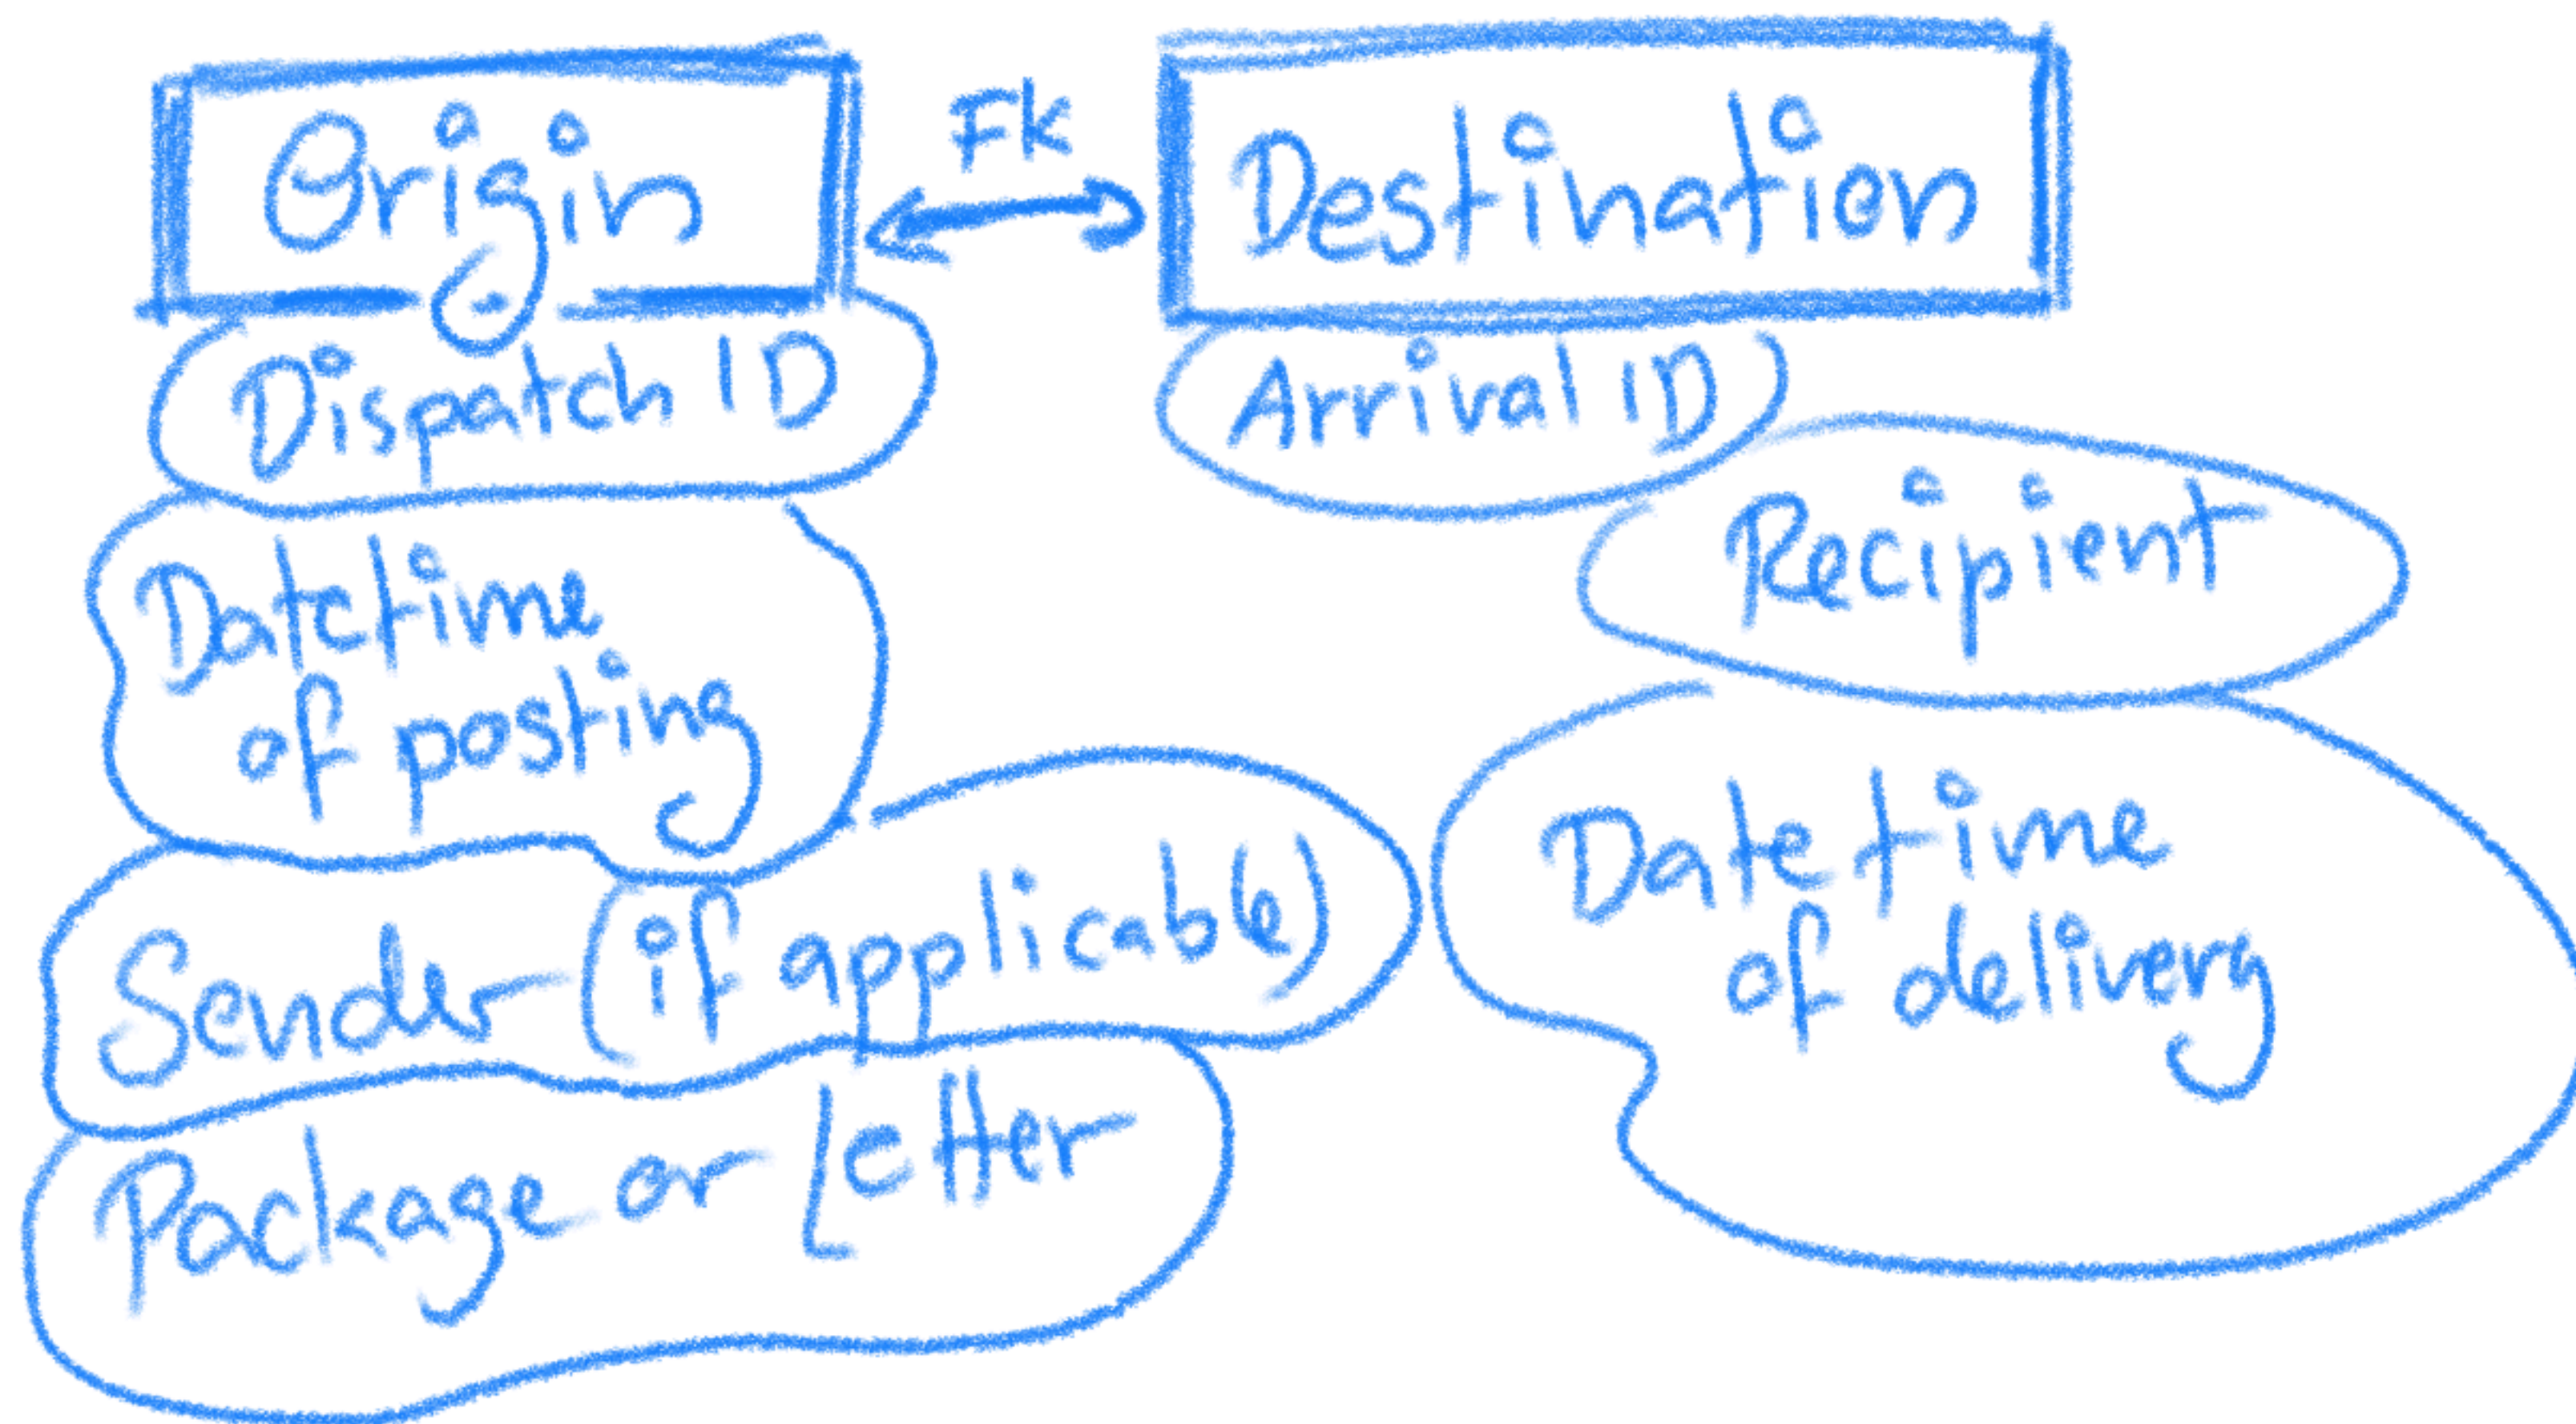 Origin
FK
Destination
Dispatch ID
Arrival ID
Datetime
of posting
Recipient
Sender (if applicable)
Datetime
of delivery
Package or Letter